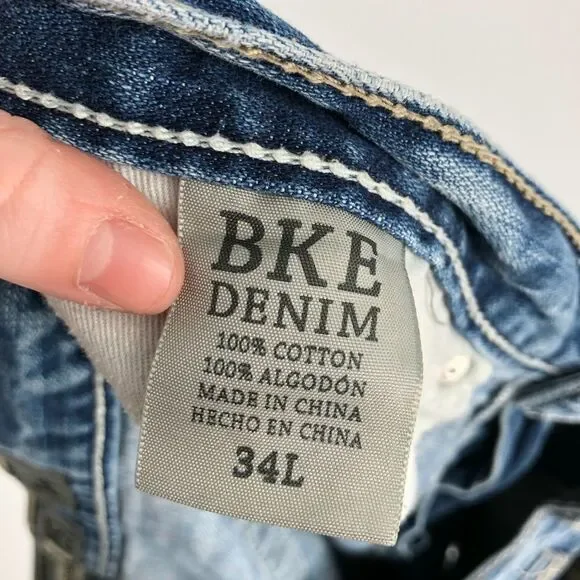 BKE
DENIM
100% COTTON
100% ALGODÓN
MADE IN CHINA
HECHO EN CHINA
34L